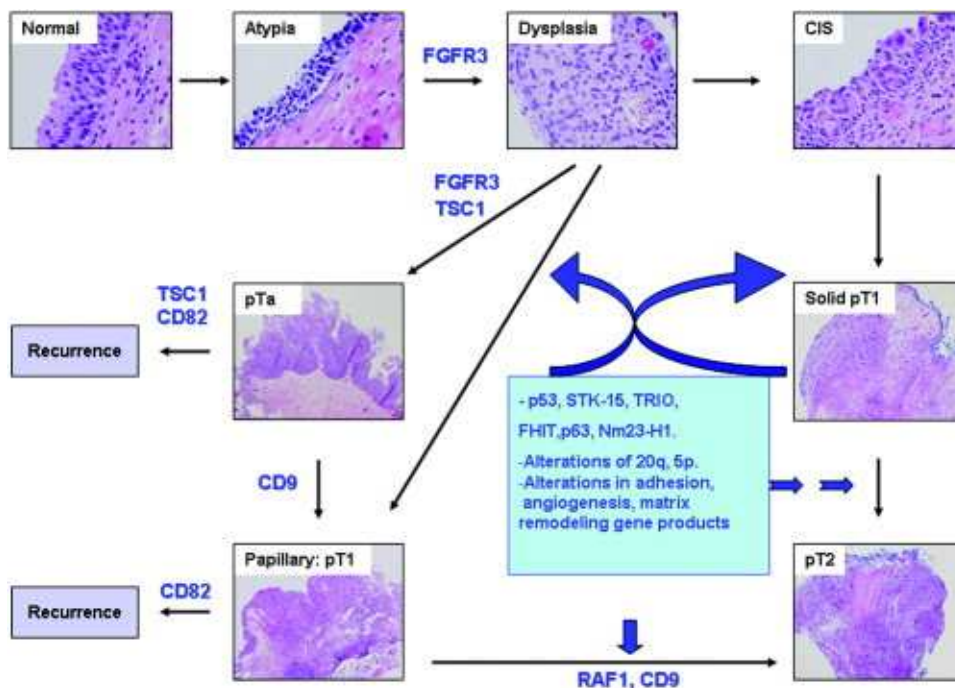 Normal
Atypia
FGFR3
Dysplasia
CIS
FGFR3
TSC1
TSC1
CD82
pTa
Solid pT1
Recurrence
- p53, STK-15, TRIO,
FHIT,p63, Nm23-H1.
-Alterations of 20q, 5p.
-Alterations in adhesion,
angiogenesis, matrix
remodeling gene products
CD9
Papillary: pT1
pT2
CD82
Recurrence
RAF1, CD9